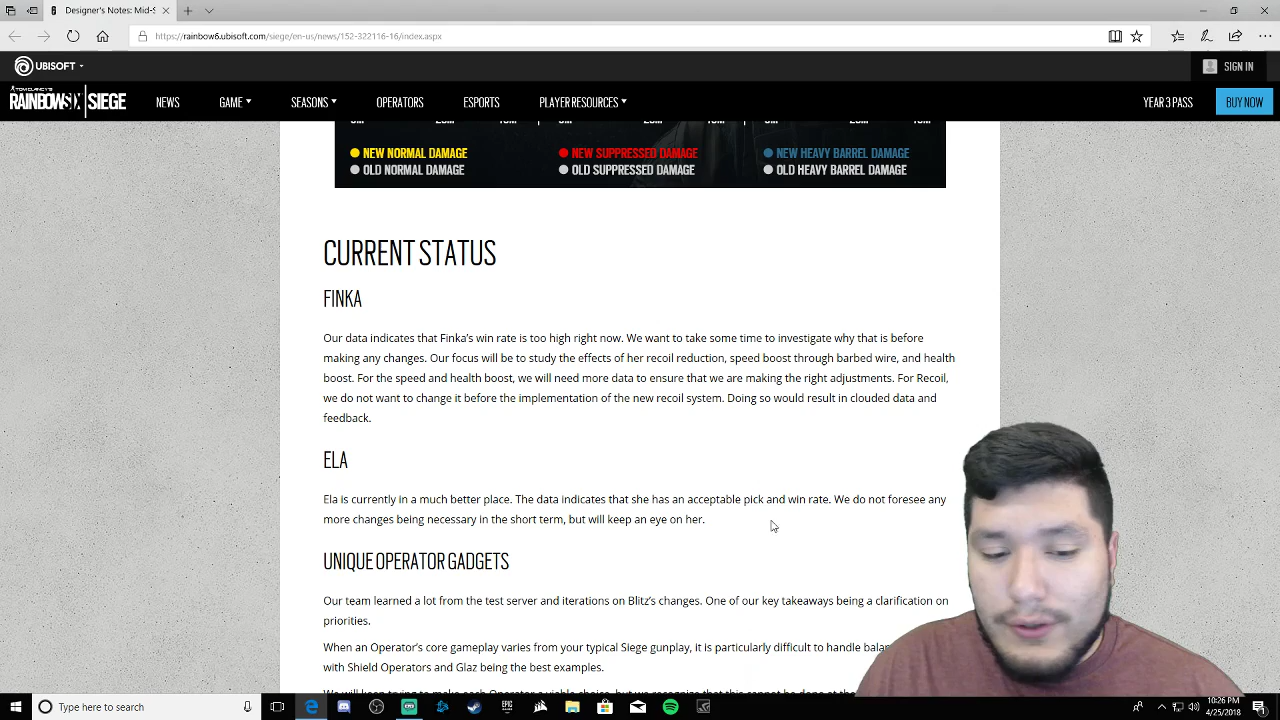 Designer's Notes Mid-S
https://rainbow6.ubisoft.com/siege/en-us/news/152-322116-16/index.aspx
UBISOFT
SIGN IN
TOM CLANCY'S
RAINBOW SIX | SIEGE
NEWS
GAME
SEASONS
OPERATORS
ESPORTS
PLAYER RESOURCES
YEAR 3 PASS
BUY NOW
NEW NORMAL DAMAGE
OLD NORMAL DAMAGE
NEW SUPPRESSED DAMAGE
OLD SUPPRESSED DAMAGE
NEW HEAVY BARREL DAMAGE
OLD HEAVY BARREL DAMAGE
CURRENT STATUS
FINKA
Our data indicates that Finka's win rate is too high right now. We want to take some time to investigate why that is before
making any changes. Our focus will be to study the effects of her recoil reduction, speed boost through barbed wire, and health
boost. For the speed and health boost, we will need more data to ensure that we are making the right adjustments. For Recoil,
we do not want to change it before the implementation of the new recoil system. Doing so would result in clouded data and
feedback.
ELA
Ela is currently in a much better place. The data indicates that she has an acceptable pick and win rate. We do not foresee any
more changes being necessary in the short term, but will keep an eye on her.
UNIQUE OPERATOR GADGETS
Our team learned a lot from the test server and iterations on Blitz's changes. One of our key takeaways being a clarification on
priorities.
When an Operator's core gameplay varies from your typical Siege gunplay, it is particularly difficult to handle
with Shield Operators and Glaz being the best examples.
Type here to search
EPIC
10:26 PM
4/25/2018